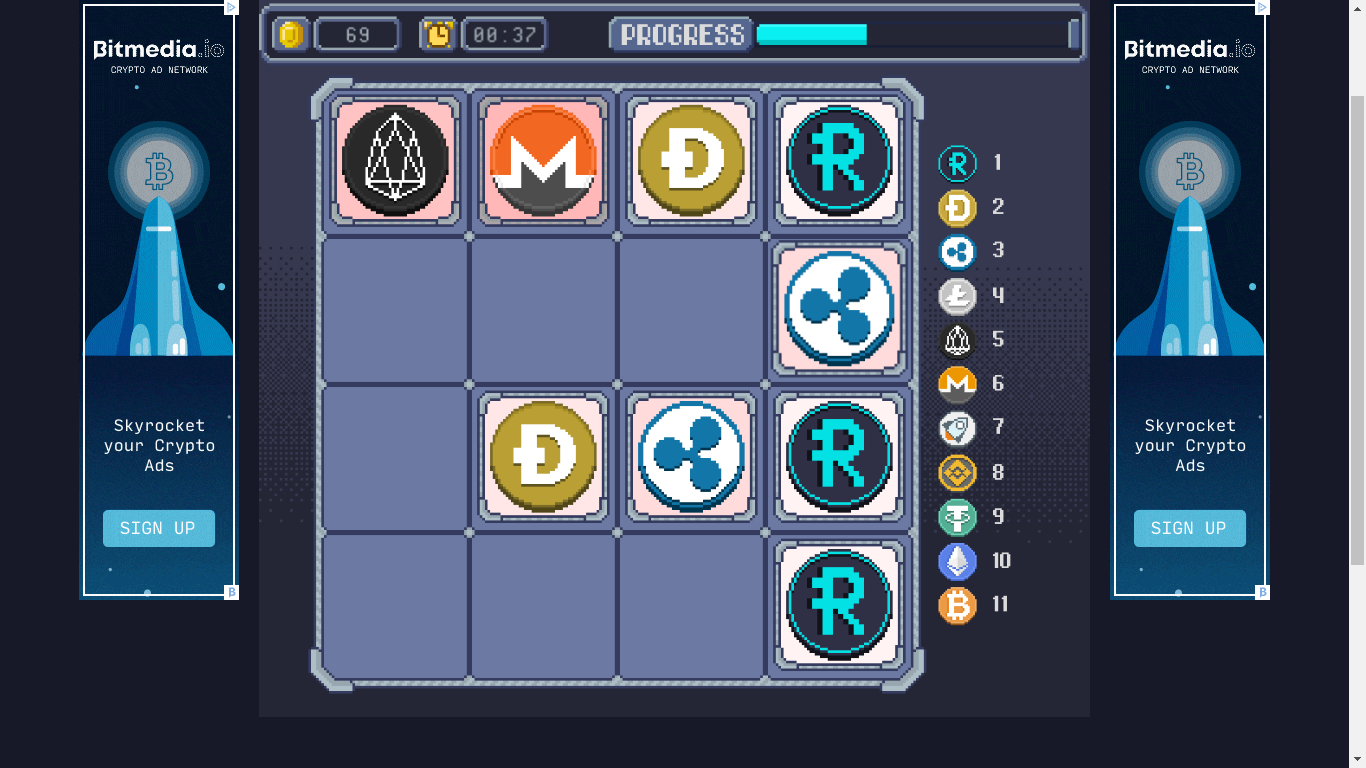 Bitmedia.io
CRYPTO AD NETWORK
Skyrocket
your Crypto
Ads
SIGN UP
69
00:37
PROGRESS
1
2
3
4
5
6
7
8
9
10
11
Bitmedia.io
CRYPTO AD NETWORK
Skyrocket
your Crypto
Ads
SIGN UP